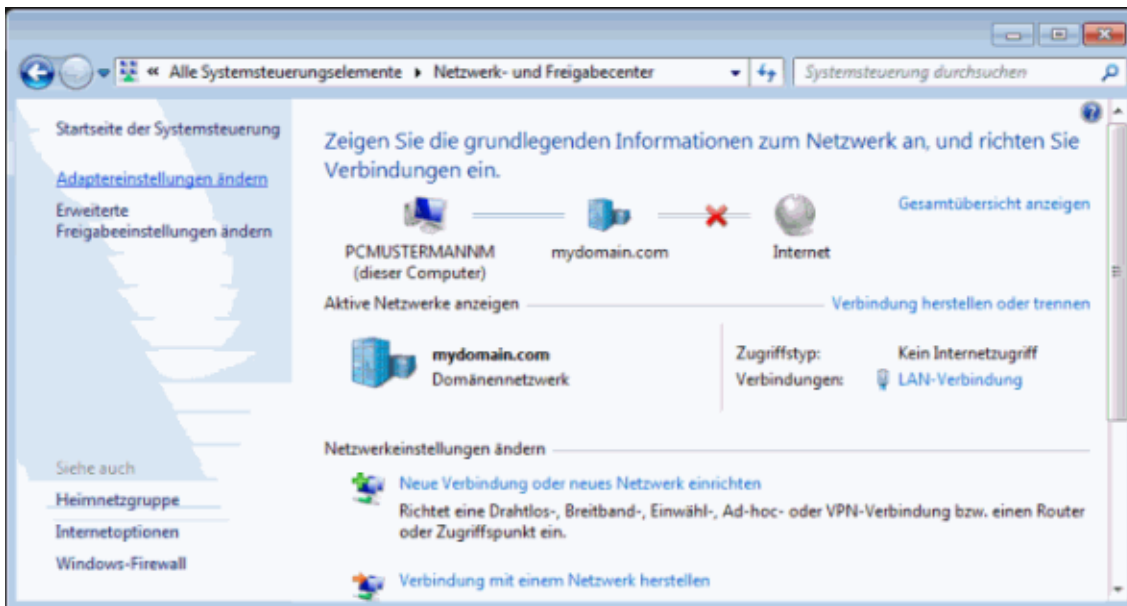 « Alle Systemsteuerungselemente ▸ Netzwerk- und Freigabecenter
Systemsteuerung durchsuchen
Startseite der Systemsteuerung
Adaptereinstellungen ändern
Erweiterte
Freigabeeinstellungen ändern
Siehe auch
Heimnetzgruppe
Internetoptionen
Windows-Firewall
Zeigen Sie die grundlegenden Informationen zum Netzwerk an, und richten Sie
Verbindungen ein.
Gesamtübersicht anzeigen
PCMUSTERMANNM
(dieser Computer)
mydomain.com
Internet
Aktive Netzwerke anzeigen
Verbindung herstellen oder trennen
mydomain.com
Domänennetzwerk
Zugriffstyp: Kein Internetzugriff
Verbindungen: LAN-Verbindung
Netzwerkeinstellungen ändern
Neue Verbindung oder neues Netzwerk einrichten
Richtet eine Drahtlos-, Breitband-, Einwähl-, Ad-hoc- oder VPN-Verbindung bzw. einen Router
oder Zugriffspunkt ein.
Verbindung mit einem Netzwerk herstellen